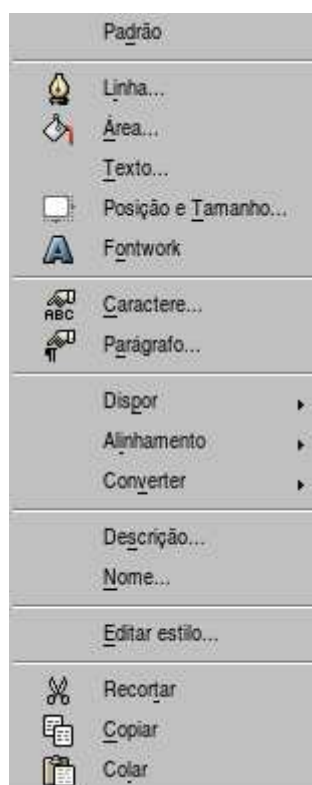 Padrão
Linha...
Área...
Texto...
Posição e Tamanho...
Fontwork
ABC
Caractere...
Parágrafo...
Dispor
Alinhamento
Converter
Descrição...
Nome...
Editar estilo...
Recortar
Copiar
Colar